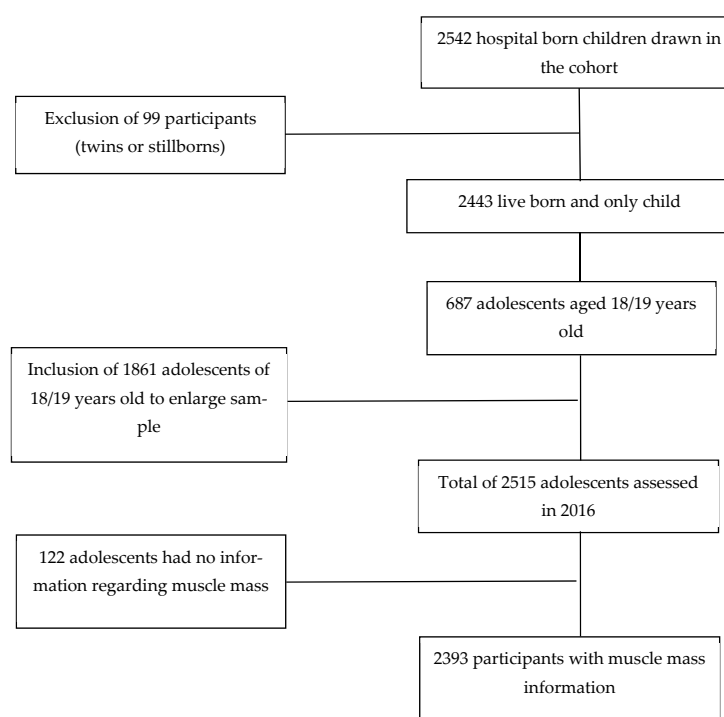 2542 hospital born children drawn in
the cohort
Exclusion of 99 participants
(twins or stillborns)
2443 live born and only child
687 adolescents aged 18/19 years
old
Inclusion of 1861 adolescents of
18/19 years old to enlarge sam-
ple
Total of 2515 adolescents assessed
in 2016
122 adolescents had no infor-
mation regarding muscle mass
2393 participants with muscle mass
information